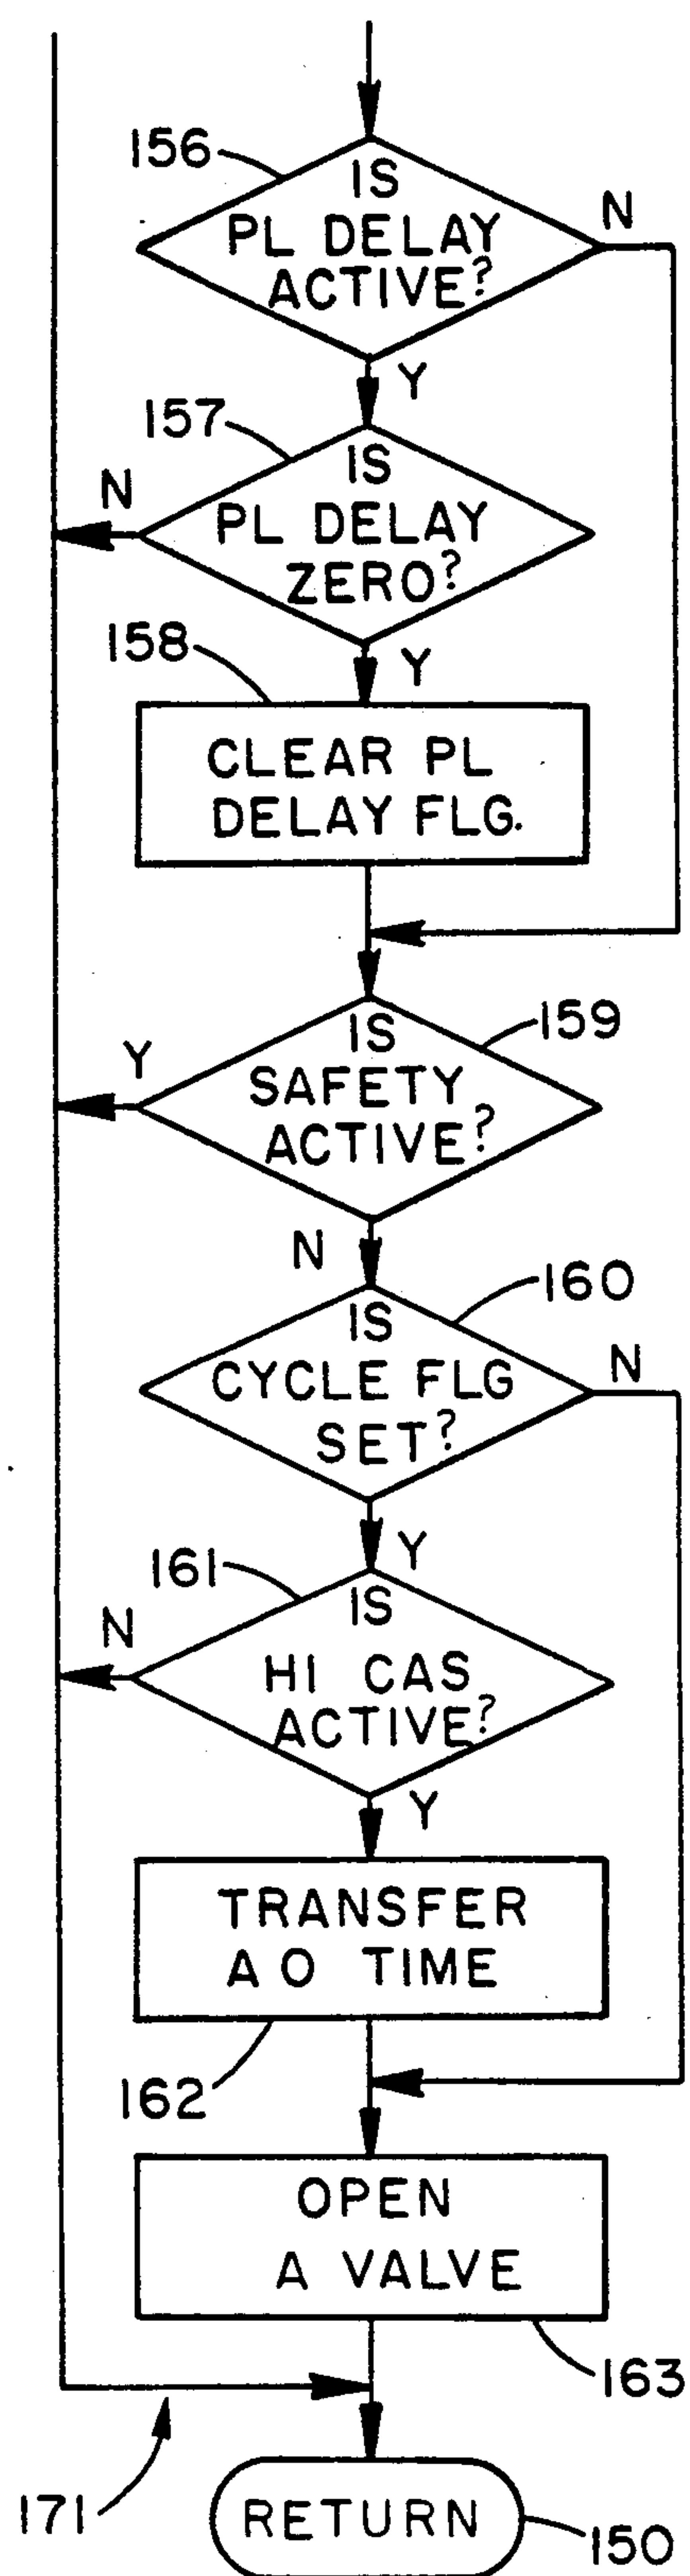 156
IS
PL DELAY
ACTIVE?
N
Y
157
IS
PL DELAY
ZERO?
N
Y
158
CLEAR PL
DELAY FLG.
159
IS
SAFETY
ACTIVE?
Y
N
160
IS
CYCLE FLG
SET?
N
Y
161
IS
HI CAS
ACTIVE?
N
Y
TRANSFER
AO TIME
162
OPEN
A VALVE
163
171
RETURN
150